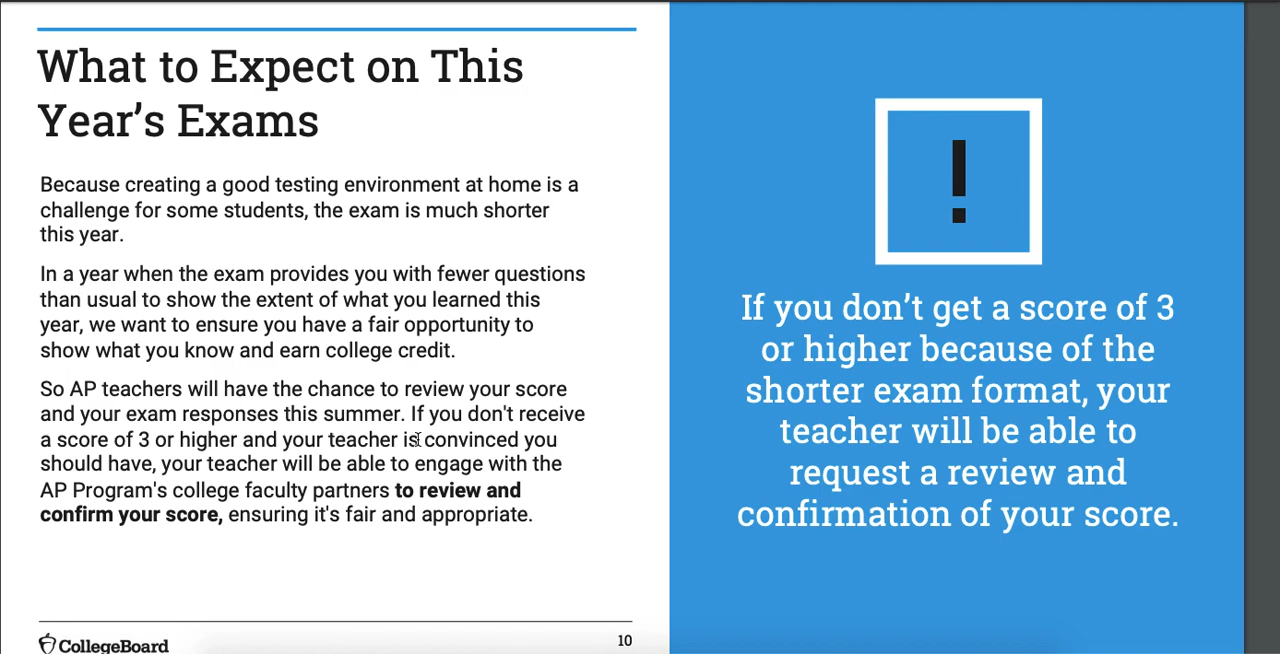 What to Expect on This
Year’s Exams
Because creating a good testing environment at home is a
challenge for some students, the exam is much shorter
this year.
In a year when the exam provides you with fewer questions
than usual to show the extent of what you learned this
year, we want to ensure you have a fair opportunity to
show what you know and earn college credit.
So AP teachers will have the chance to review your score
and your exam responses this summer. If you don't receive
a score of 3 or higher and your teacher is convinced you
should have, your teacher will be able to engage with the
AP Program's college faculty partners to review and
confirm your score, ensuring it's fair and appropriate.
CollegeBoard
10
!
If you don’t get a score of 3
or higher because of the
shorter exam format, your
teacher will be able to
request a review and
confirmation of your score.